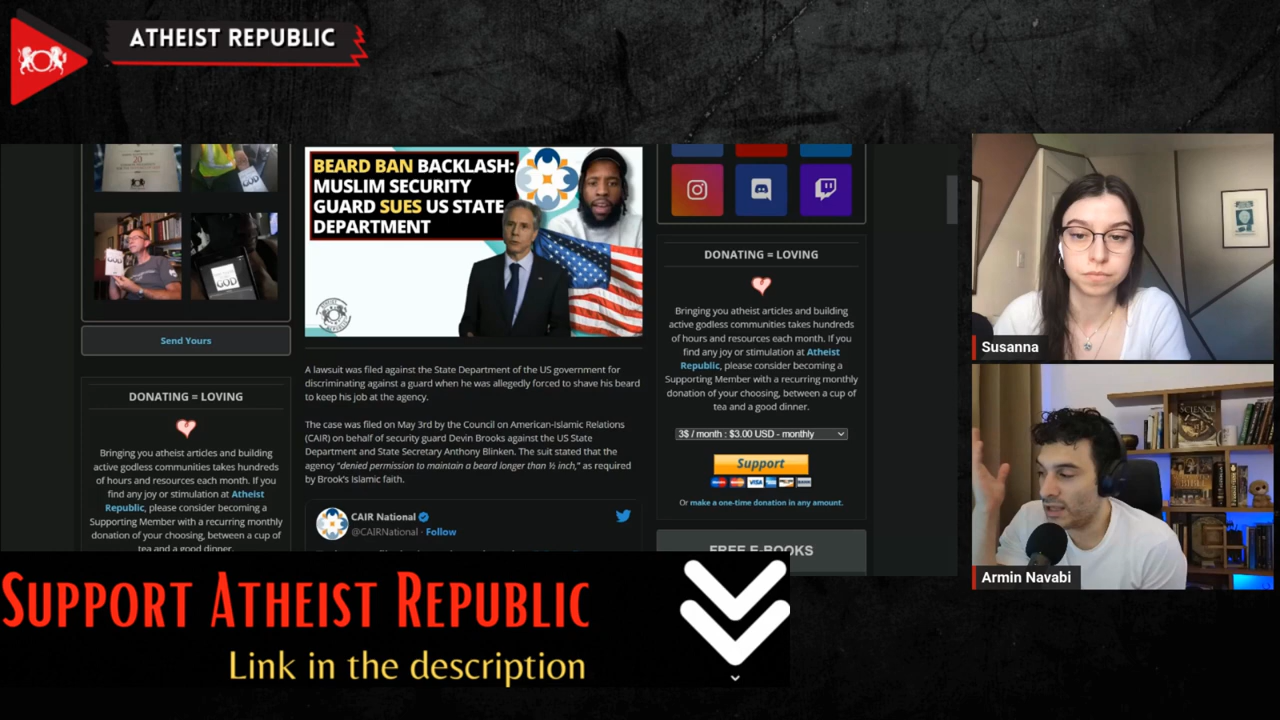 ATHEIST REPUBLIC
20
GOD
GOD
GOD
Send Yours
DONATING = LOVING
Bringing you atheist articles and building
active godless communities takes hundreds
of hours and resources each month. If you
find any joy or stimulation at Atheist
Republic, please consider becoming a
Supporting Member with a recurring monthly
donation of your choosing, between a cup of
tea and a good dinner.
BEARD BAN BACKLASH:
MUSLIM SECURITY
GUARD SUES US STATE
DEPARTMENT
A lawsuit was filed against the State Department of the US government for
discriminating against a guard when he was allegedly forced to shave his beard
to keep his job at the agency.
The case was filed on May 3rd by the Council on American-Islamic Relations
(CAIR) on behalf of security guard Devin Brooks against the US State
Department and State Secretary Anthony Blinken. The suit stated that the
agency “denied permission to maintain a beard longer than ½ inch,” as required
by Brook's Islamic faith.
CAIR National
@CAIRNational · Follow
DONATING = LOVING
Bringing you atheist articles and building
active godless communities takes hundreds
of hours and resources each month. If you
find any joy or stimulation at Atheist
Republic, please consider becoming a
Supporting Member with a recurring monthly
donation of your choosing, between a cup of
tea and a good dinner.
3$ / month : $3.00 USD - monthly
Support
VISA
Or make a one-time donation in any amount.
FREE E-BOOKS
Susanna
SCIENCE
Armin Navabi
SUPPORT ATHEIST REPUBLIC
Link in the description